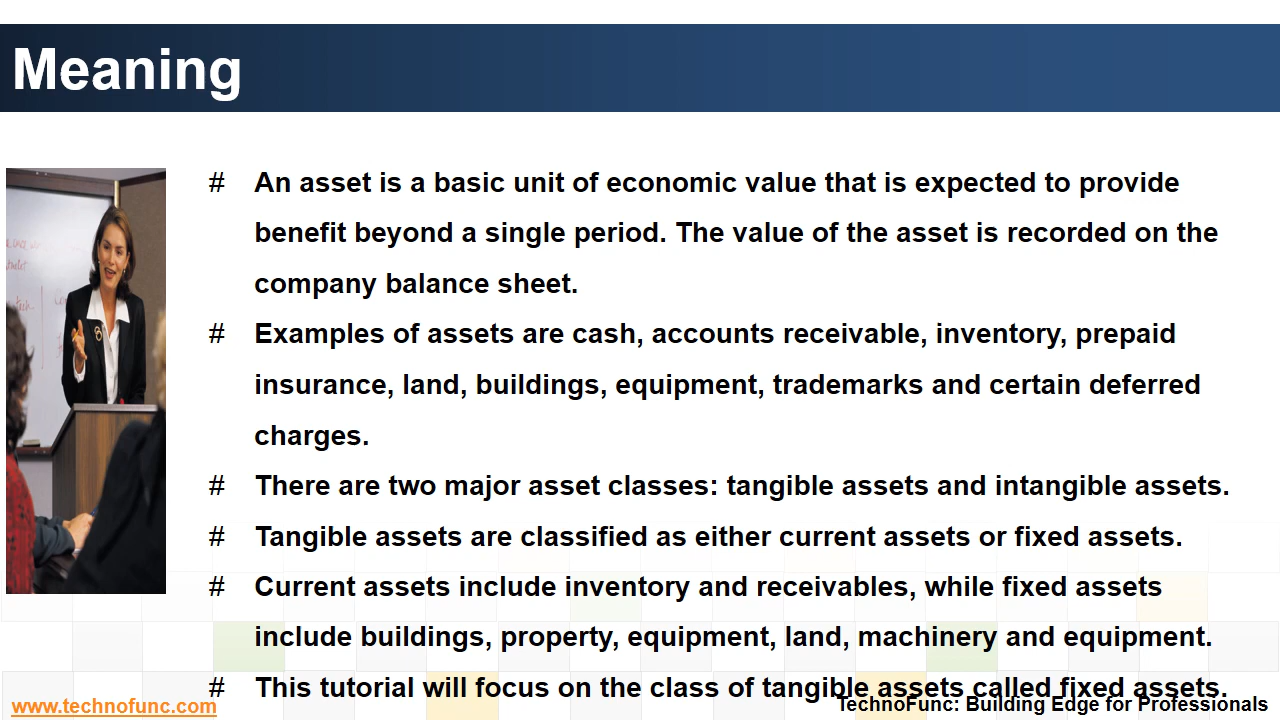 Meaning
# An asset is a basic unit of economic value that is expected to provide
benefit beyond a single period. The value of the asset is recorded on the
company balance sheet.
# Examples of assets are cash, accounts receivable, inventory, prepaid
insurance, land, buildings, equipment, trademarks and certain deferred
charges.
# There are two major asset classes: tangible assets and intangible assets.
# Tangible assets are classified as either current assets or fixed assets.
# Current assets include inventory and receivables, while fixed assets
include buildings, property, equipment, land, machinery and equipment.
# This tutorial will focus on the class of tangible assets called fixed assets.
www.technofunc.com
TechnoFunc: Building Edge for Professionals